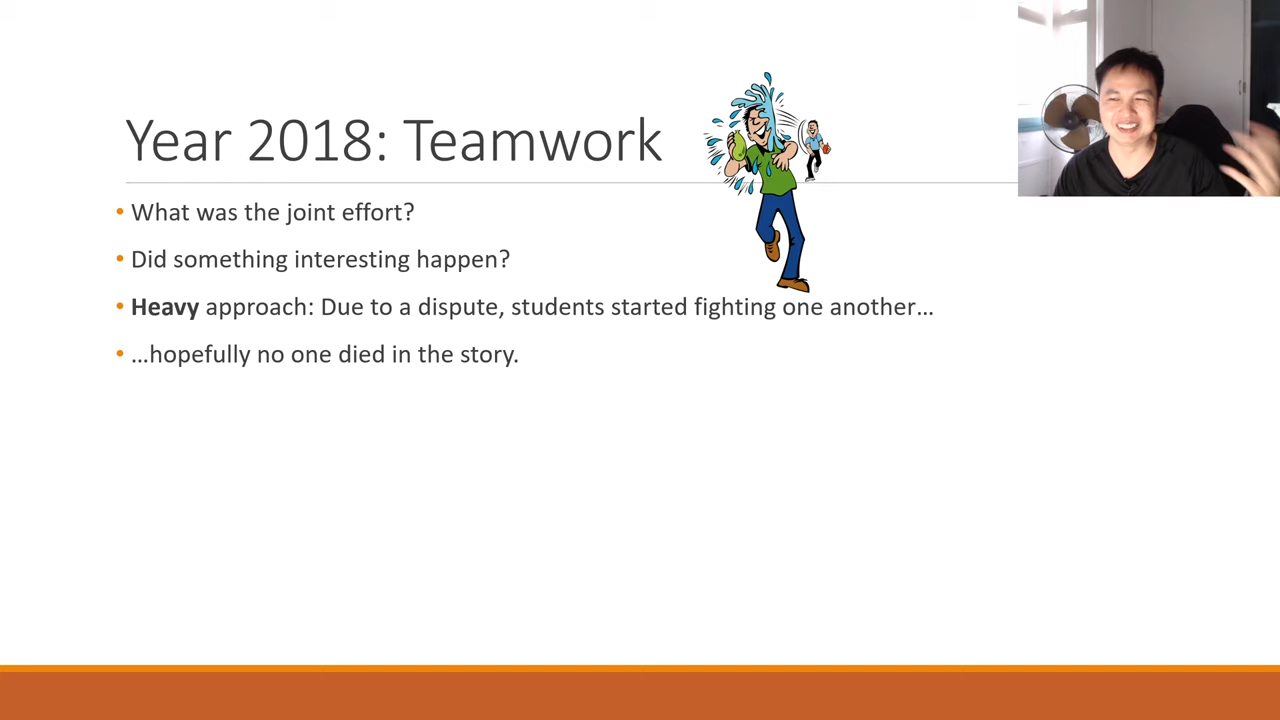 Year 2018: Teamwork
• What was the joint effort?
• Did something interesting happen?
• Heavy approach: Due to a dispute, students started fighting one another…
• …hopefully no one died in the story.